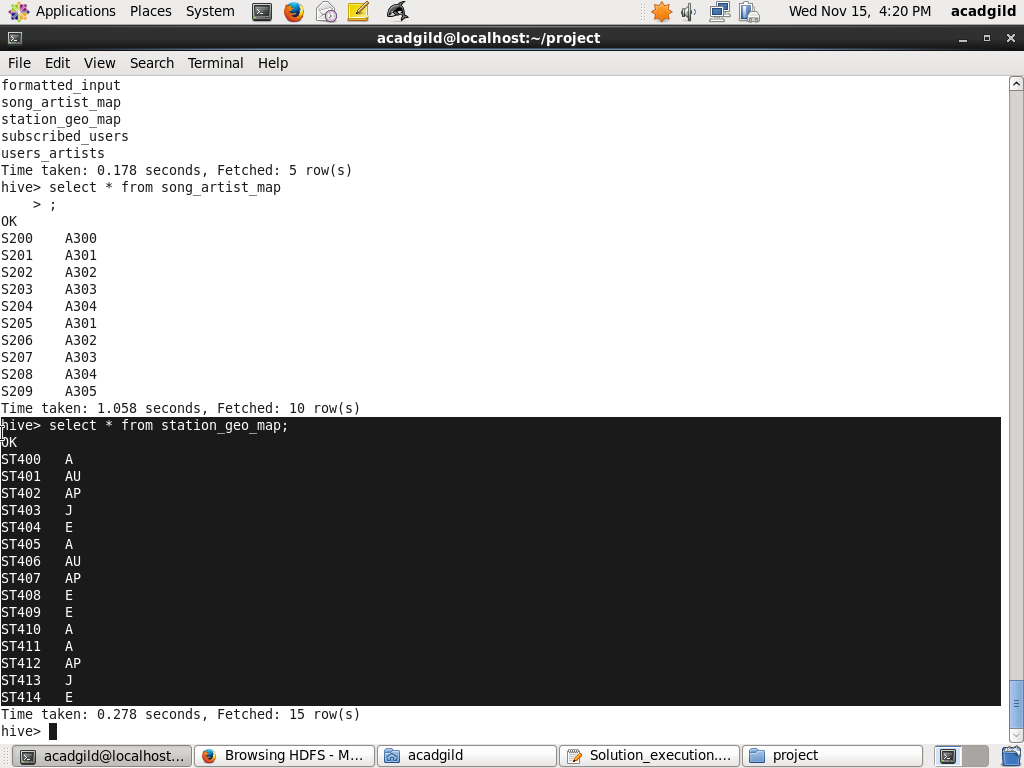 Applications Places System Wed Nov 15, 4:20 PM acadgild
acadgild@localhost:~/project
File Edit View Search Terminal Help
formatted_input
song_artist_map
station_geo_map
subscribed_users
users_artists
Time taken: 0.178 seconds, Fetched: 5 row(s)
hive> select * from song_artist_map
    > ;
OK
S200    A300
S201    A301
S202    A302
S203    A303
S204    A304
S205    A301
S206    A302
S207    A303
S208    A304
S209    A305
Time taken: 1.058 seconds, Fetched: 10 row(s)
hive> select * from station_geo_map;
OK
ST400   A
ST401   AU
ST402   AP
ST403   J
ST404   E
ST405   A
ST406   AU
ST407   AP
ST408   E
ST409   E
ST410   A
ST411   A
ST412   AP
ST413   J
ST414   E
Time taken: 0.278 seconds, Fetched: 15 row(s)
hive>
acadgild@localhost... Browsing HDFS - M... acadgild Solution_execution.... project